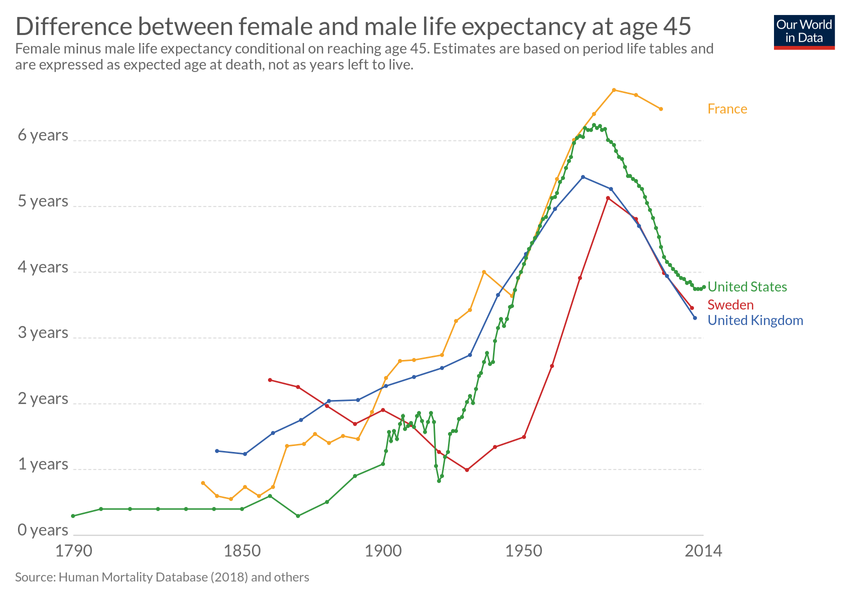 Difference between female and male life expectancy at age 45
Our World
in Data
Female minus male life expectancy conditional on reaching age 45. Estimates are based on period life tables and
are expressed as expected age at death, not as years left to live.
France
6 years
5 years
4 years
United States
Sweden
United Kingdom
3 years
2 years
1 years
0 years
1790
1850
1900
1950
2014
Source: Human Mortality Database (2018) and others